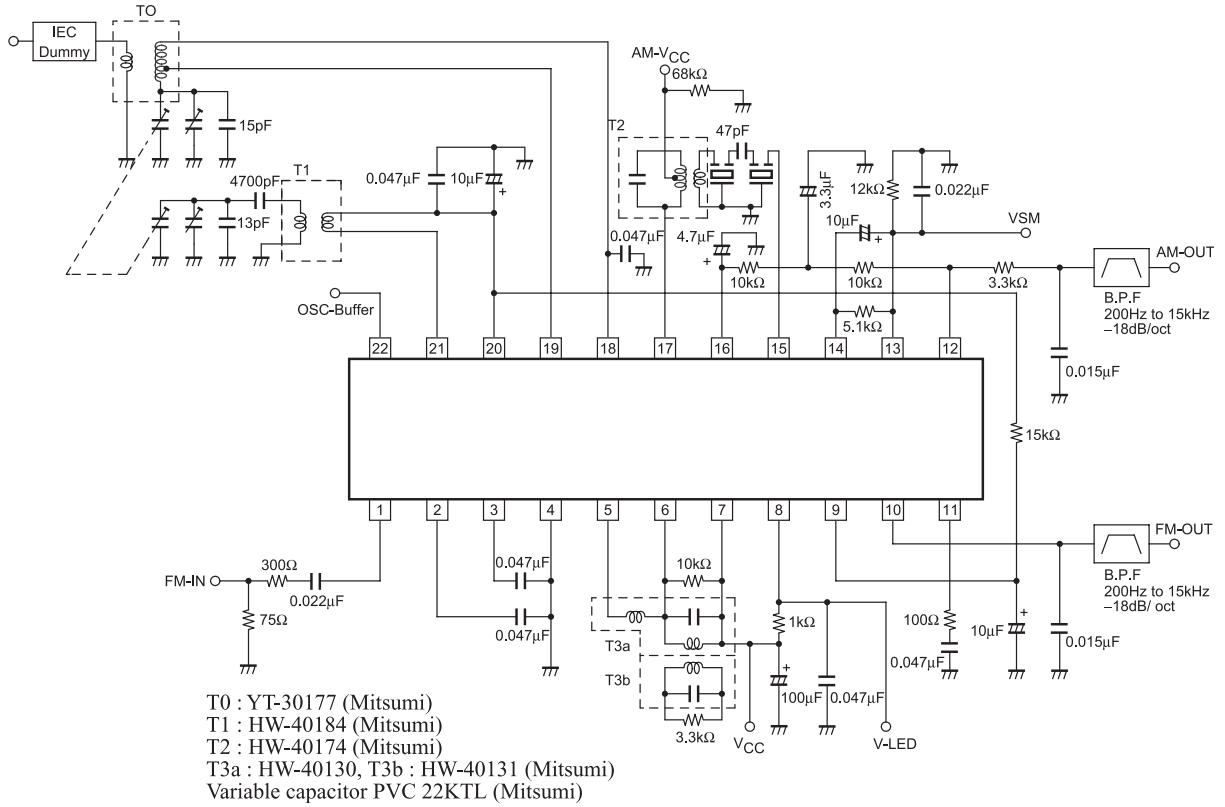 TO
IEC
Dummy
15pF
4700pF
T1
13pF
0.047µF
10µF
+
AM-VCC
68kΩ
T2
47pF
4.7µF
+
0.047µF
3.3µF
12kΩ
0.022µF
10µF
+
VSM
10kΩ
10kΩ
3.3kΩ
5.1kΩ
AM-OUT
B.P.F
200Hz to 15kHz
–18dB/oct
0.015µF
OSC-Buffer
22
21
20
19
18
17
16
15
14
13
12
15kΩ
1
2
3
4
5
6
7
8
9
10
11
FM-IN
300Ω
0.022µF
75Ω
0.047µF
0.047µF
10kΩ
T3a
T3b
3.3kΩ
1kΩ
+
100µF
0.047µF
VCC
V-LED
100Ω
0.047µF
10µF
+
0.015µF
FM-OUT
B.P.F
200Hz to 15kHz
–18dB/ oct
T0 : YT-30177 (Mitsumi)
T1 : HW-40184 (Mitsumi)
T2 : HW-40174 (Mitsumi)
T3a : HW-40130, T3b : HW-40131 (Mitsumi)
Variable capacitor PVC 22KTL (Mitsumi)